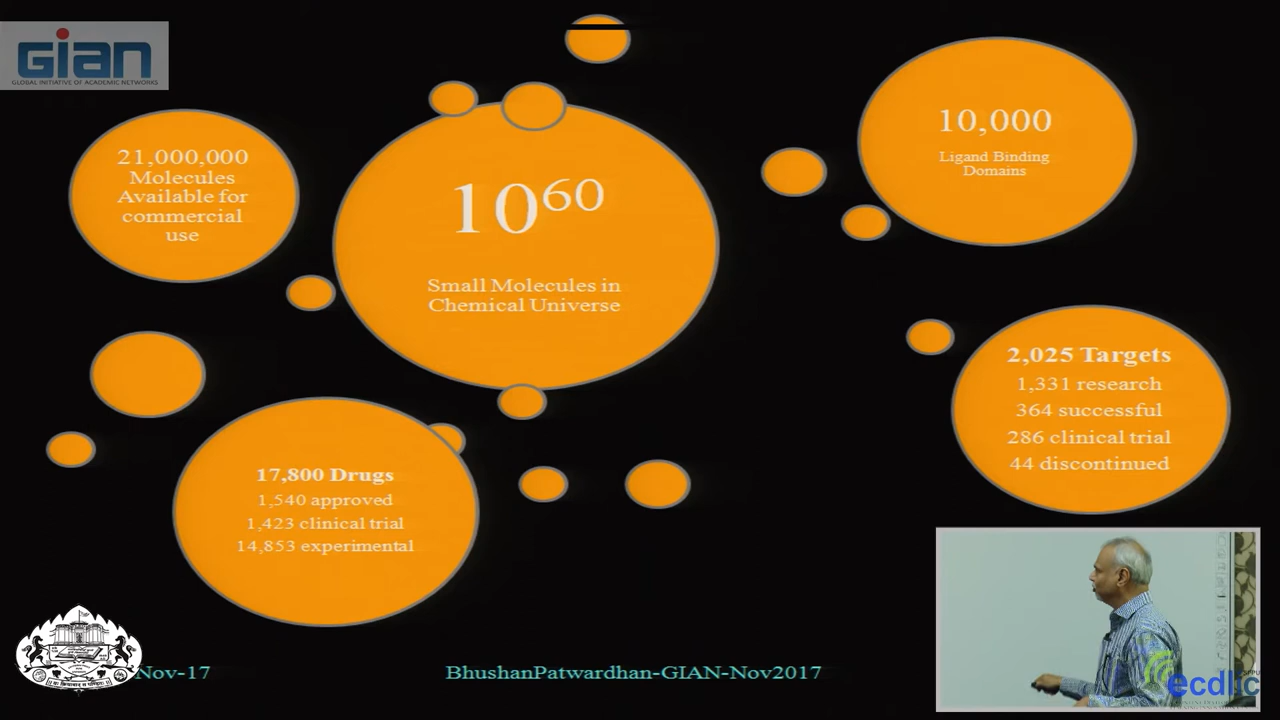 GIAN
GLOBAL INITIATIVE OF ACADEMIC NETWORKS
21,000,000
Molecules
Available for
commercial
use
10⁶⁰
Small Molecules in
Chemical Universe
10,000
Ligand Binding
Domains
2,025 Targets
1,331 research
364 successful
286 clinical trial
44 discontinued
17,800 Drugs
1,540 approved
1,423 clinical trial
14,853 experimental
Nov-17
BhushanPatwardhan-GIAN-Nov2017
ecdlic